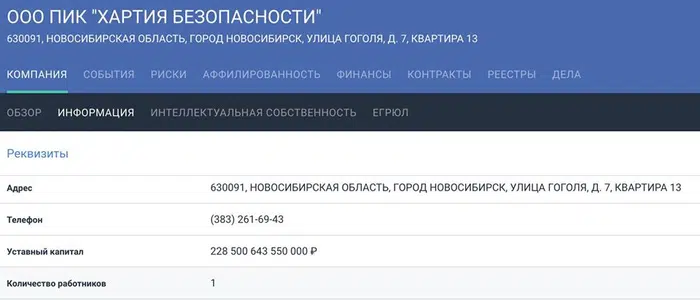 ООО ПИК "ХАРТИЯ БЕЗОПАСНОСТИ"
630091, НОВОСИБИРСКАЯ ОБЛАСТЬ, ГОРОД НОВОСИБИРСК, УЛИЦА ГОГОЛЯ, Д. 7, КВАРТИРА 13
КОМПАНИЯ СОБЫТИЯ РИСКИ АФФИЛИРОВАННОСТЬ ФИНАНСЫ КОНТРАКТЫ РЕЕСТРЫ ДЕЛА
ОБЗОР ИНФОРМАЦИЯ ИНТЕЛЛЕКТУАЛЬНАЯ СОБСТВЕННОСТЬ ЕГРЮЛ
Реквизиты
Адрес 630091, НОВОСИБИРСКАЯ ОБЛАСТЬ, ГОРОД НОВОСИБИРСК, УЛИЦА ГОГОЛЯ, Д. 7, КВАРТИРА 13
Телефон (383) 261-69-43
Уставный капитал 228 500 643 550 000 ₽
Количество работников 1